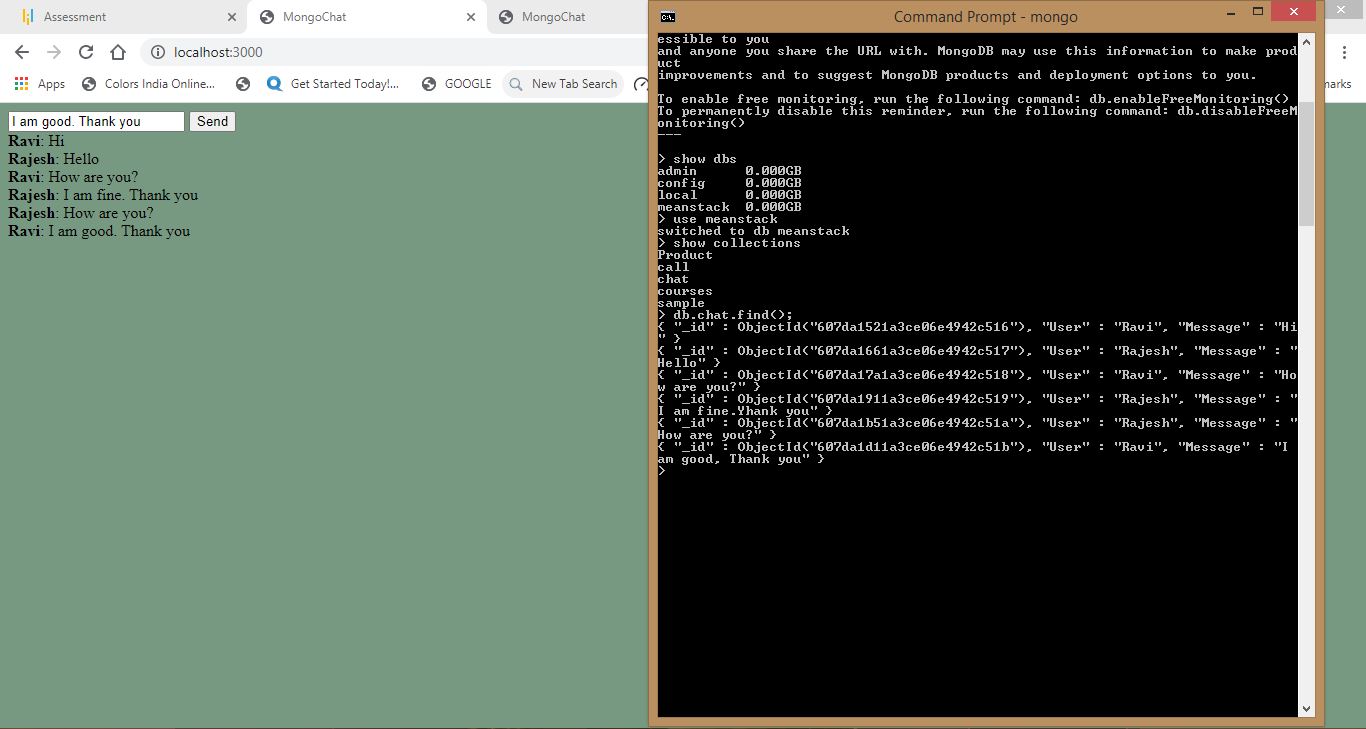 Assessment
MongoChat
MongoChat
localhost:3000
Apps
Colors India Online...
Get Started Today!...
GOOGLE
New Tab Search
marks
I am good. Thank you
Send
Ravi: Hi
Rajesh: Hello
Ravi: How are you?
Rajesh: I am fine. Thank you
Rajesh: How are you?
Ravi: I am good. Thank you
C:\.
Command Prompt - mongo
essible to you
and anyone you share the URL with. MongoDB may use this information to make prod
uct
improvements and to suggest MongoDB products and deployment options to you.
To enable free monitoring, run the following command: db.enableFreeMonitoring()
To permanently disable this reminder, run the following command: db.disableFreeM
onitoring()
---
> show dbs
admin      0.000GB
config     0.000GB
local      0.000GB
meanstack  0.000GB
> use meanstack
switched to db meanstack
> show collections
Product
call
chat
courses
sample
> db.chat.find();
{ "_id" : ObjectId("607da1521a3ce06e4942c516"), "User" : "Ravi", "Message" : "Hi
" }
{ "_id" : ObjectId("607da1661a3ce06e4942c517"), "User" : "Rajesh", "Message" : "
Hello" }
{ "_id" : ObjectId("607da17a1a3ce06e4942c518"), "User" : "Ravi", "Message" : "Ho
w are you?" }
{ "_id" : ObjectId("607da1911a3ce06e4942c519"), "User" : "Rajesh", "Message" : "
I am fine.Yhank you" }
{ "_id" : ObjectId("607da1b51a3ce06e4942c51a"), "User" : "Rajesh", "Message" : "
How are you?" }
{ "_id" : ObjectId("607da1d11a3ce06e4942c51b"), "User" : "Ravi", "Message" : "I
am good, Thank you" }
>